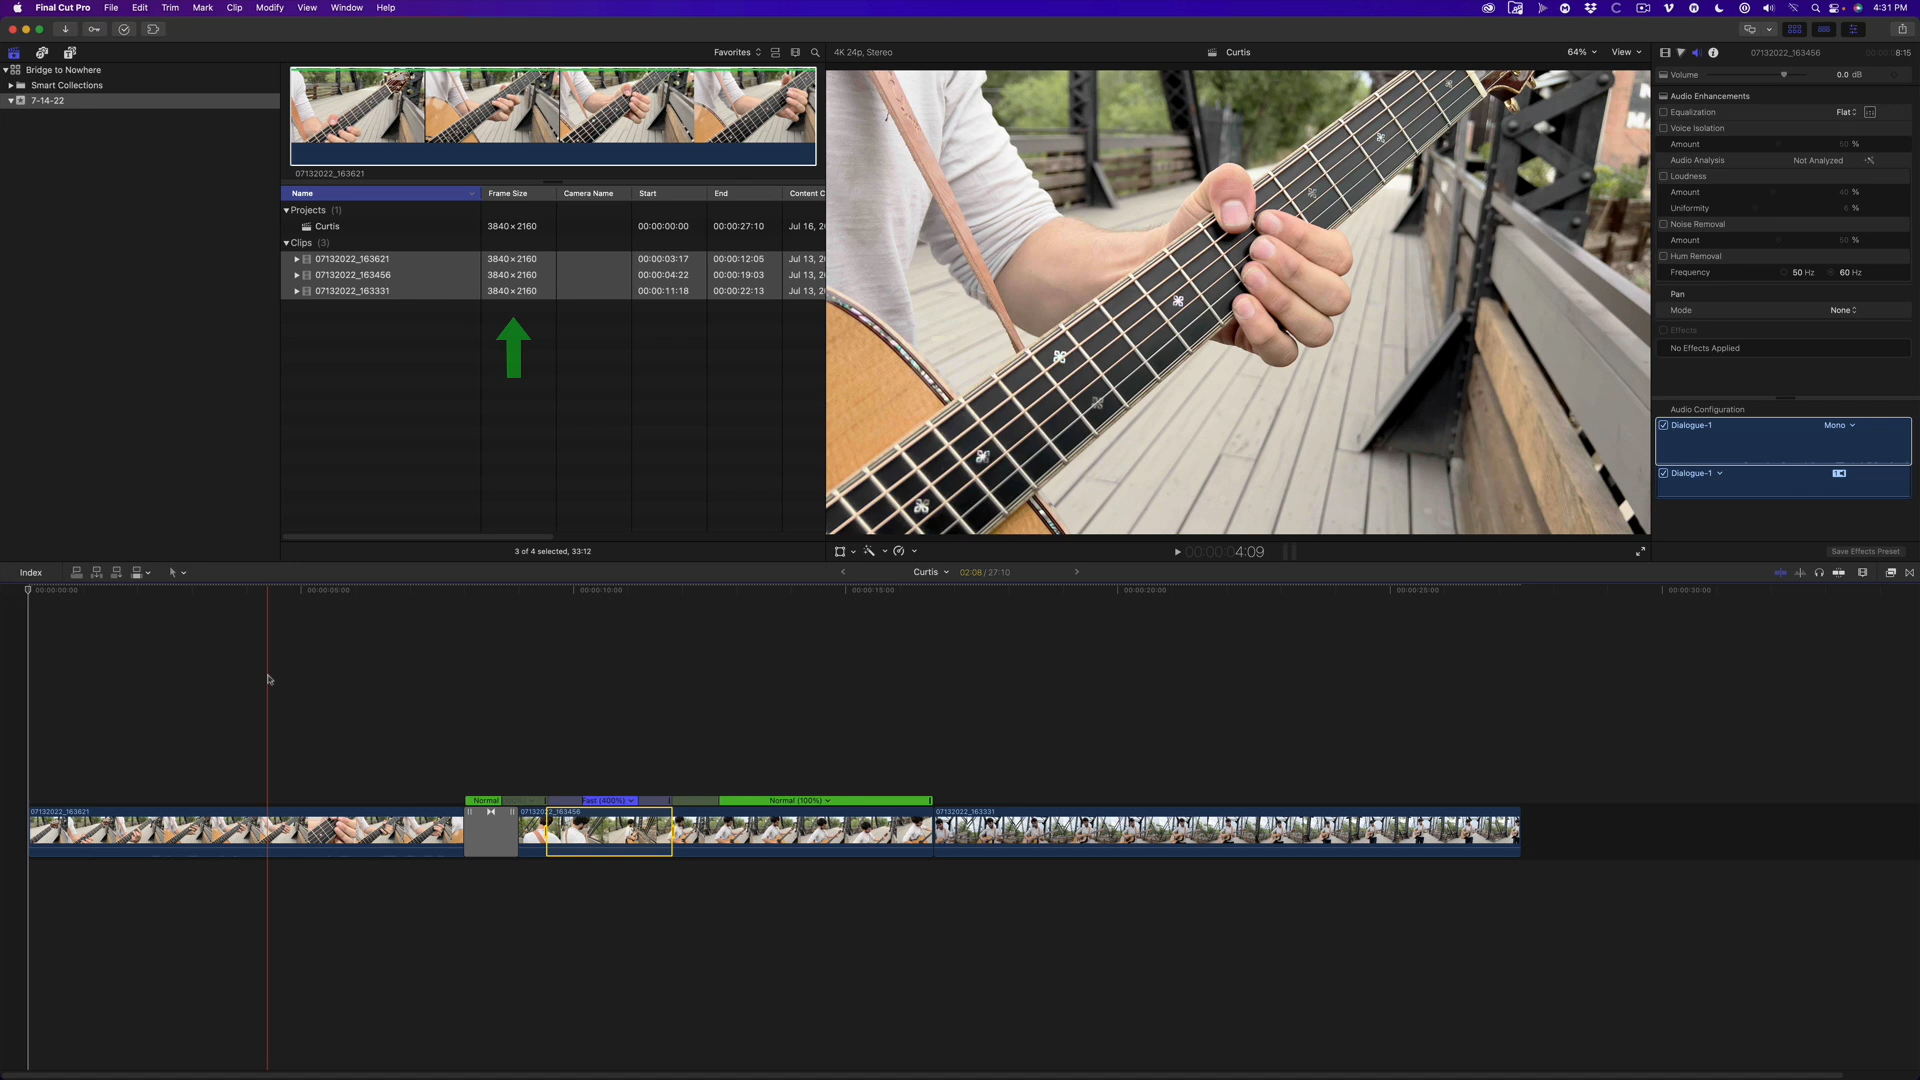 Final Cut Pro File Edit Trim Mark Clip Modify View Window Help 4:31 PM
Favorites 4K 24p, Stereo Curtis 64% View 07132022_163456 8:15
Bridge to Nowhere
Smart Collections
7-14-22
07132022_163621
Name Frame Size Camera Name Start End Content C
Projects (1)
Curtis 3840×2160 00:00:00:00 00:00:27:10 Jul 16, 2
Clips (3)
07132022_163621 3840×2160 00:00:03:17 00:00:12:05 Jul 13, 2
07132022_163456 3840×2160 00:00:04:22 00:00:19:03 Jul 13, 2
07132022_163331 3840×2160 00:00:11:18 00:00:22:13 Jul 13, 2
3 of 4 selected, 33:12
00:00:00:04:09
Volume 0.0 dB
Audio Enhancements
Equalization Flat
Voice Isolation
Amount 50 %
Audio Analysis Not Analyzed
Loudness
Amount 40 %
Uniformity 6 %
Noise Removal
Amount 50 %
Hum Removal
Frequency 50 Hz 60 Hz
Pan
Mode None
Effects
No Effects Applied
Audio Configuration
Dialogue-1 Mono
Dialogue-1
Save Effects Preset
Index Curtis 02:08 / 27:10
00:00:00:00 00:00:05:00 00:00:10:00 00:00:15:00 00:00:20:00 00:00:25:00 00:00:30:00
Normal Fast (400%) Normal (100%)
07132022_163621 07132022_163456 07132022_163331